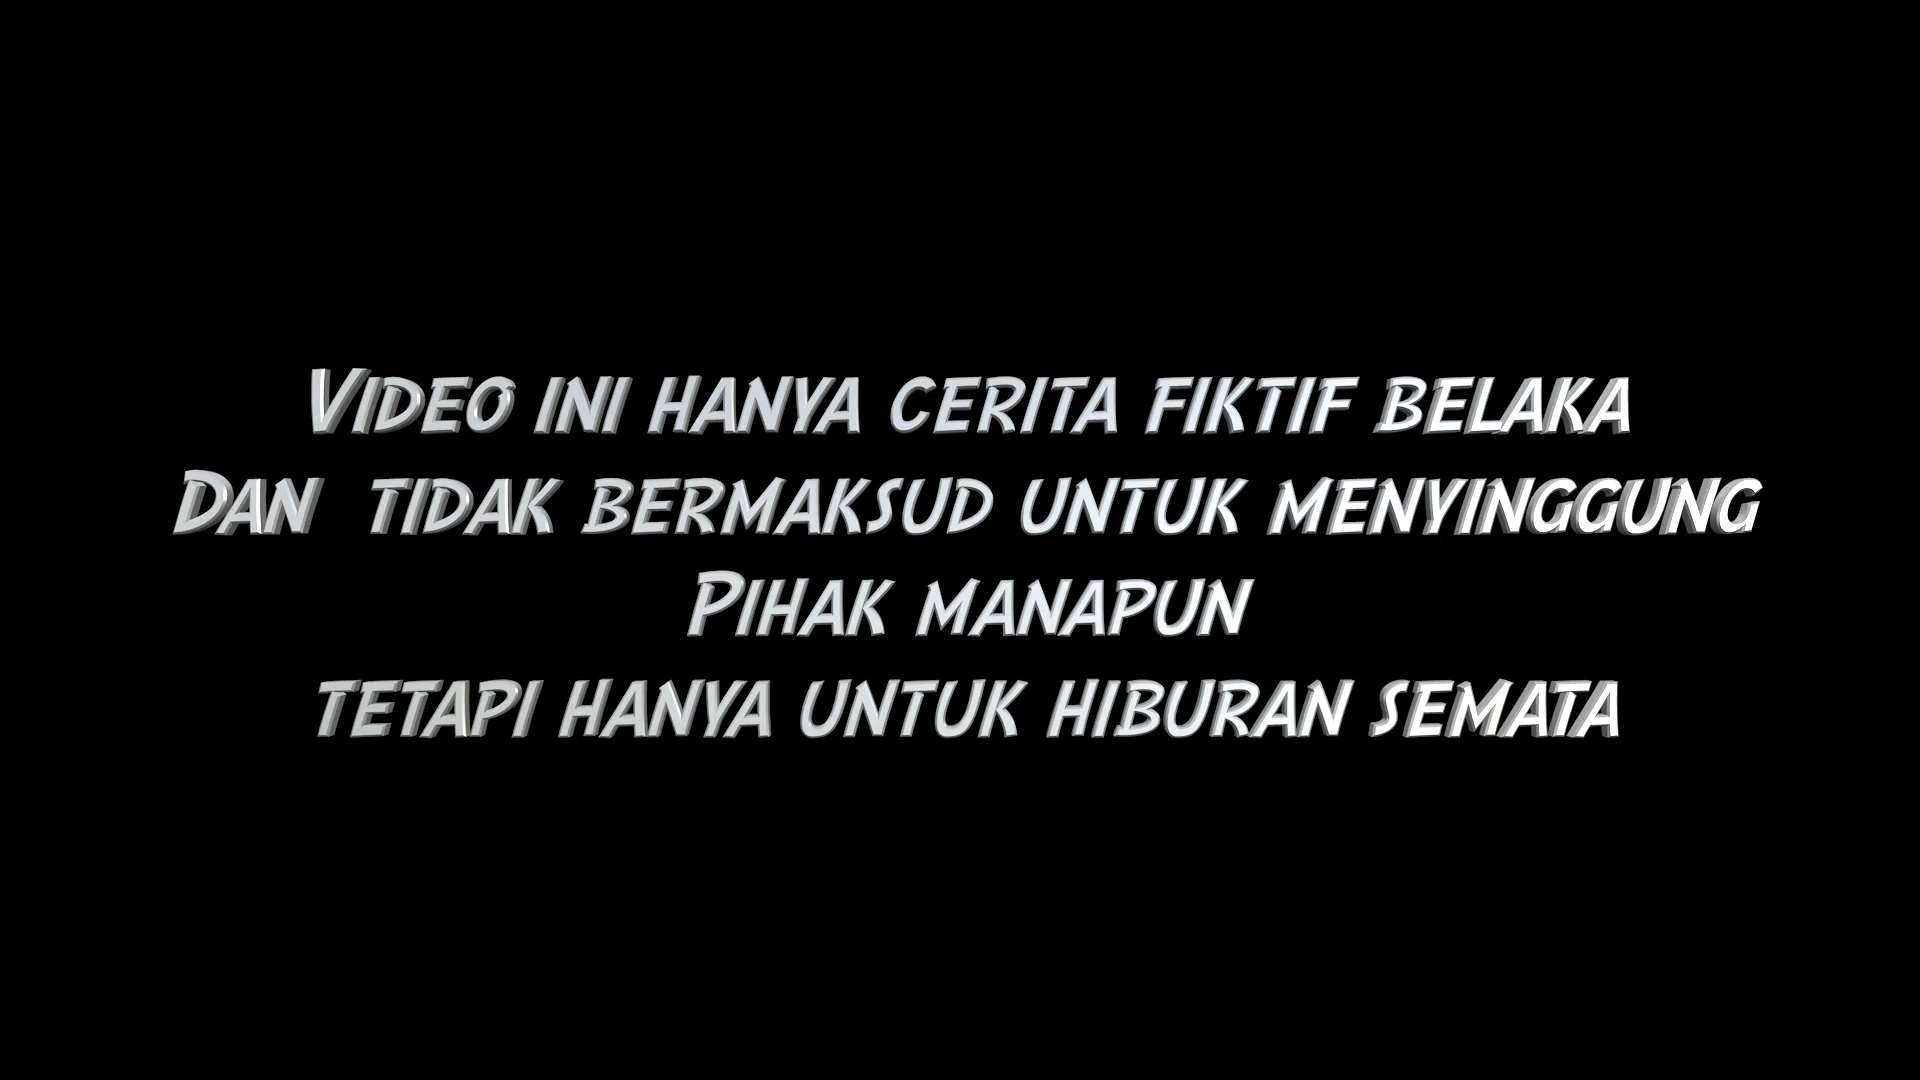 Video ini hanya cerita fiktif belaka
Dan tidak bermaksud untuk menyinggung
Pihak manapun
tetapi hanya untuk hiburan semata